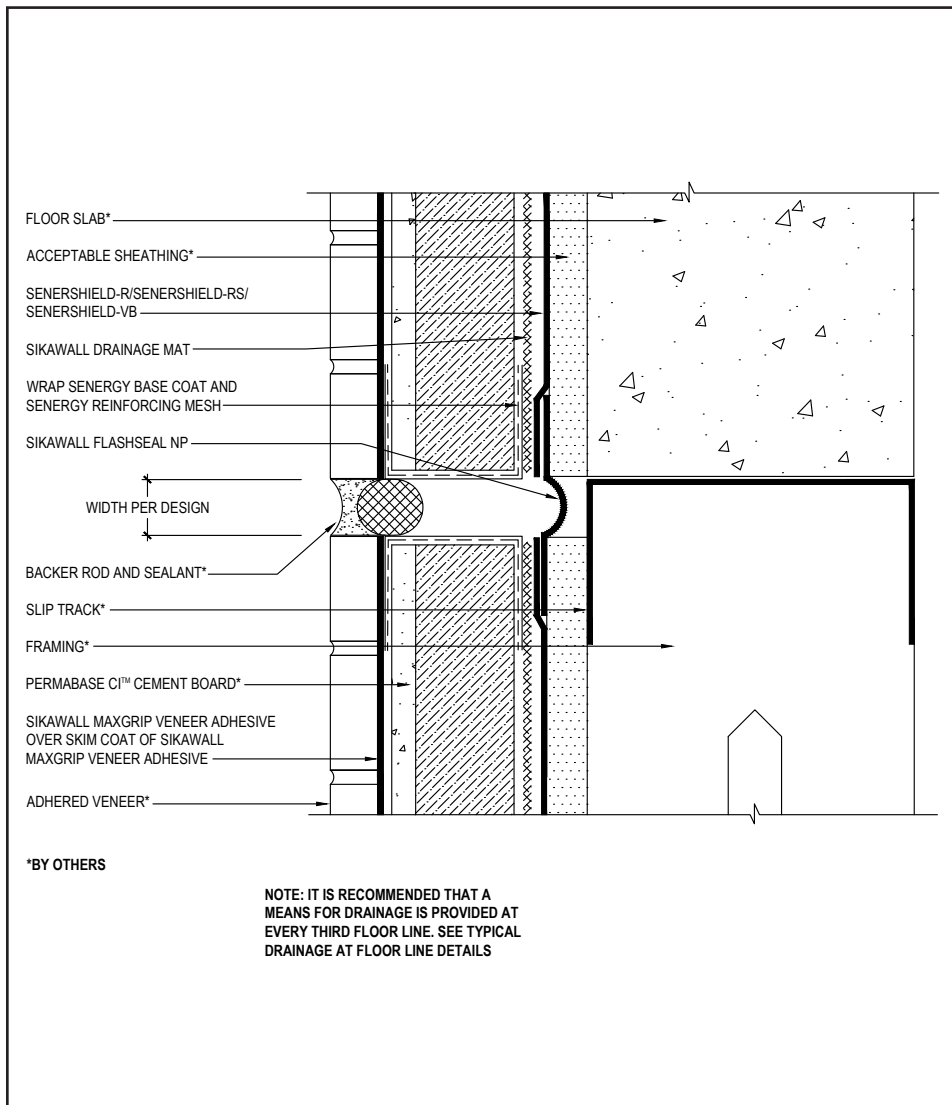 FLOOR SLAB*
ACCEPTABLE SHEATHING*
SENERSHIELD-R/SENERSHIELD-RS/
SENERSHIELD-VB
SIKAWALL DRAINAGE MAT
WRAP SENERGY BASE COAT AND
SENERGY REINFORCING MESH
SIKAWALL FLASHSEAL NP
WIDTH PER DESIGN
BACKER ROD AND SEALANT*
SLIP TRACK*
FRAMING*
PERMABASE CI™ CEMENT BOARD*
SIKAWALL MAXGRIP VENEER ADHESIVE
OVER SKIM COAT OF SIKAWALL
MAXGRIP VENEER ADHESIVE
ADHERED VENEER*
*BY OTHERS
NOTE: IT IS RECOMMENDED THAT A
MEANS FOR DRAINAGE IS PROVIDED AT
EVERY THIRD FLOOR LINE. SEE TYPICAL
DRAINAGE AT FLOOR LINE DETAILS